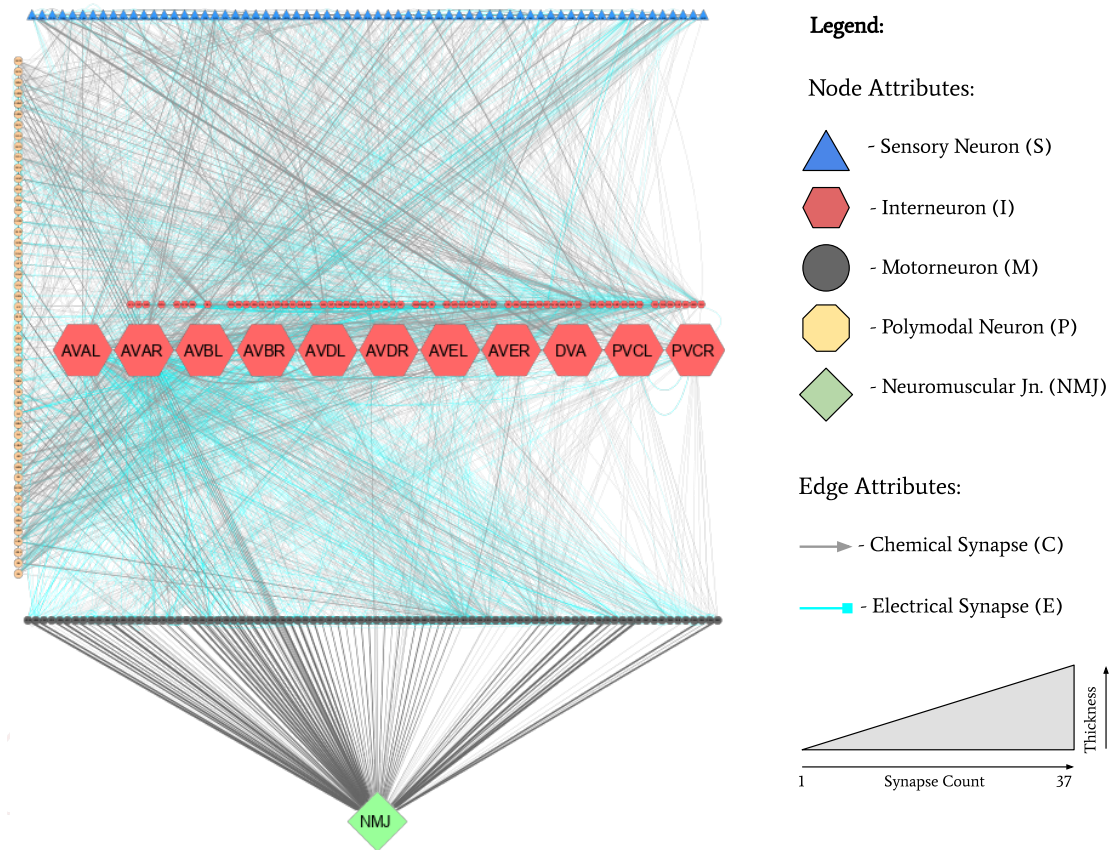 Legend:
Node Attributes:
- Sensory Neuron (S)
- Interneuron (I)
- Motorneuron (M)
- Polymodal Neuron (P)
- Neuromuscular Jn. (NMJ)
Edge Attributes:
- Chemical Synapse (C)
- Electrical Synapse (E)
Thickness
1 Synapse Count 37
AVAL AVAR AVBL AVBR AVDL AVDR AVEL AVER DVA PVCL PVCR
NMJ